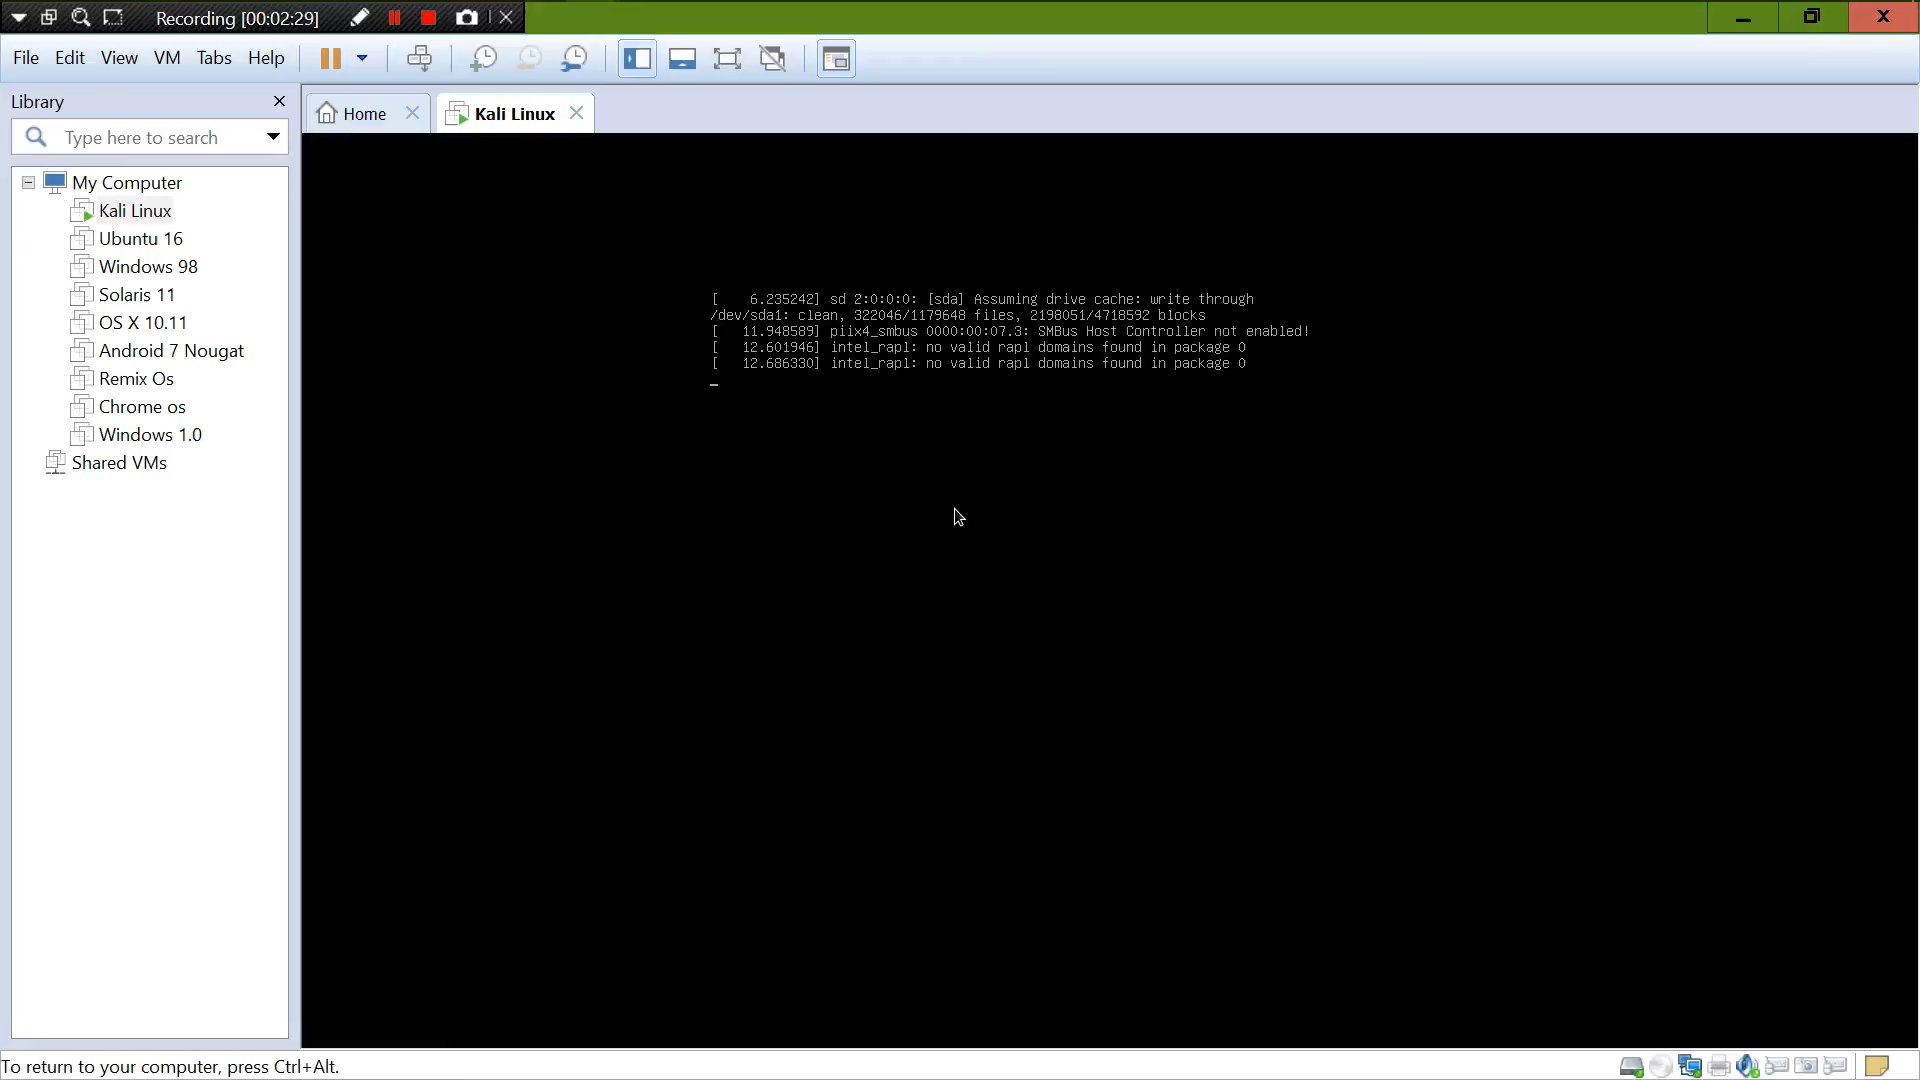 Recording [00:02:29]
File Edit View VM Tabs Help
Library
Type here to search
My Computer
Kali Linux
Ubuntu 16
Windows 98
Solaris 11
OS X 10.11
Android 7 Nougat
Remix Os
Chrome os
Windows 1.0
Shared VMs
Home
Kali Linux
[    6.235242] sd 2:0:0:0: [sda] Assuming drive cache: write through
/dev/sda1: clean, 322046/1179648 files, 2198051/4718592 blocks
[   11.948589] piix4_smbus 0000:00:07.3: SMBus Host Controller not enabled!
[   12.601946] intel_rapl: no valid rapl domains found in package 0
[   12.686330] intel_rapl: no valid rapl domains found in package 0
To return to your computer, press Ctrl+Alt.